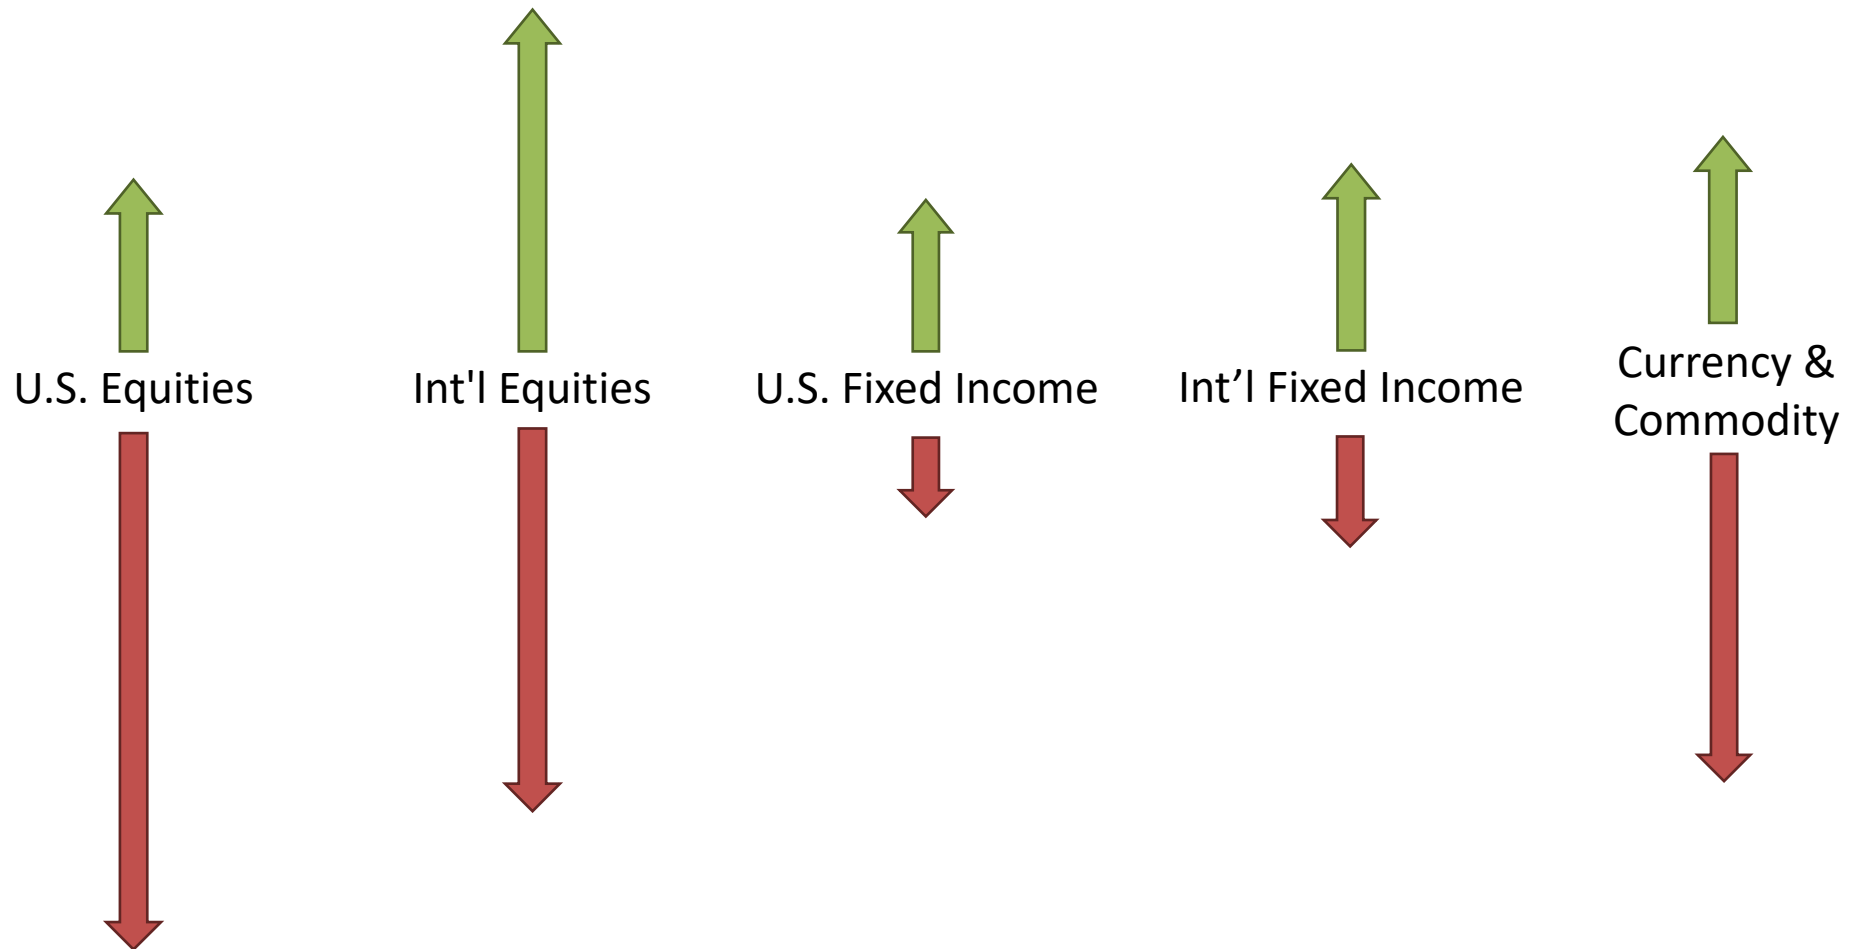 U.S. Equities
Int'l Equities
U.S. Fixed Income
Int’l Fixed Income
Currency &
Commodity